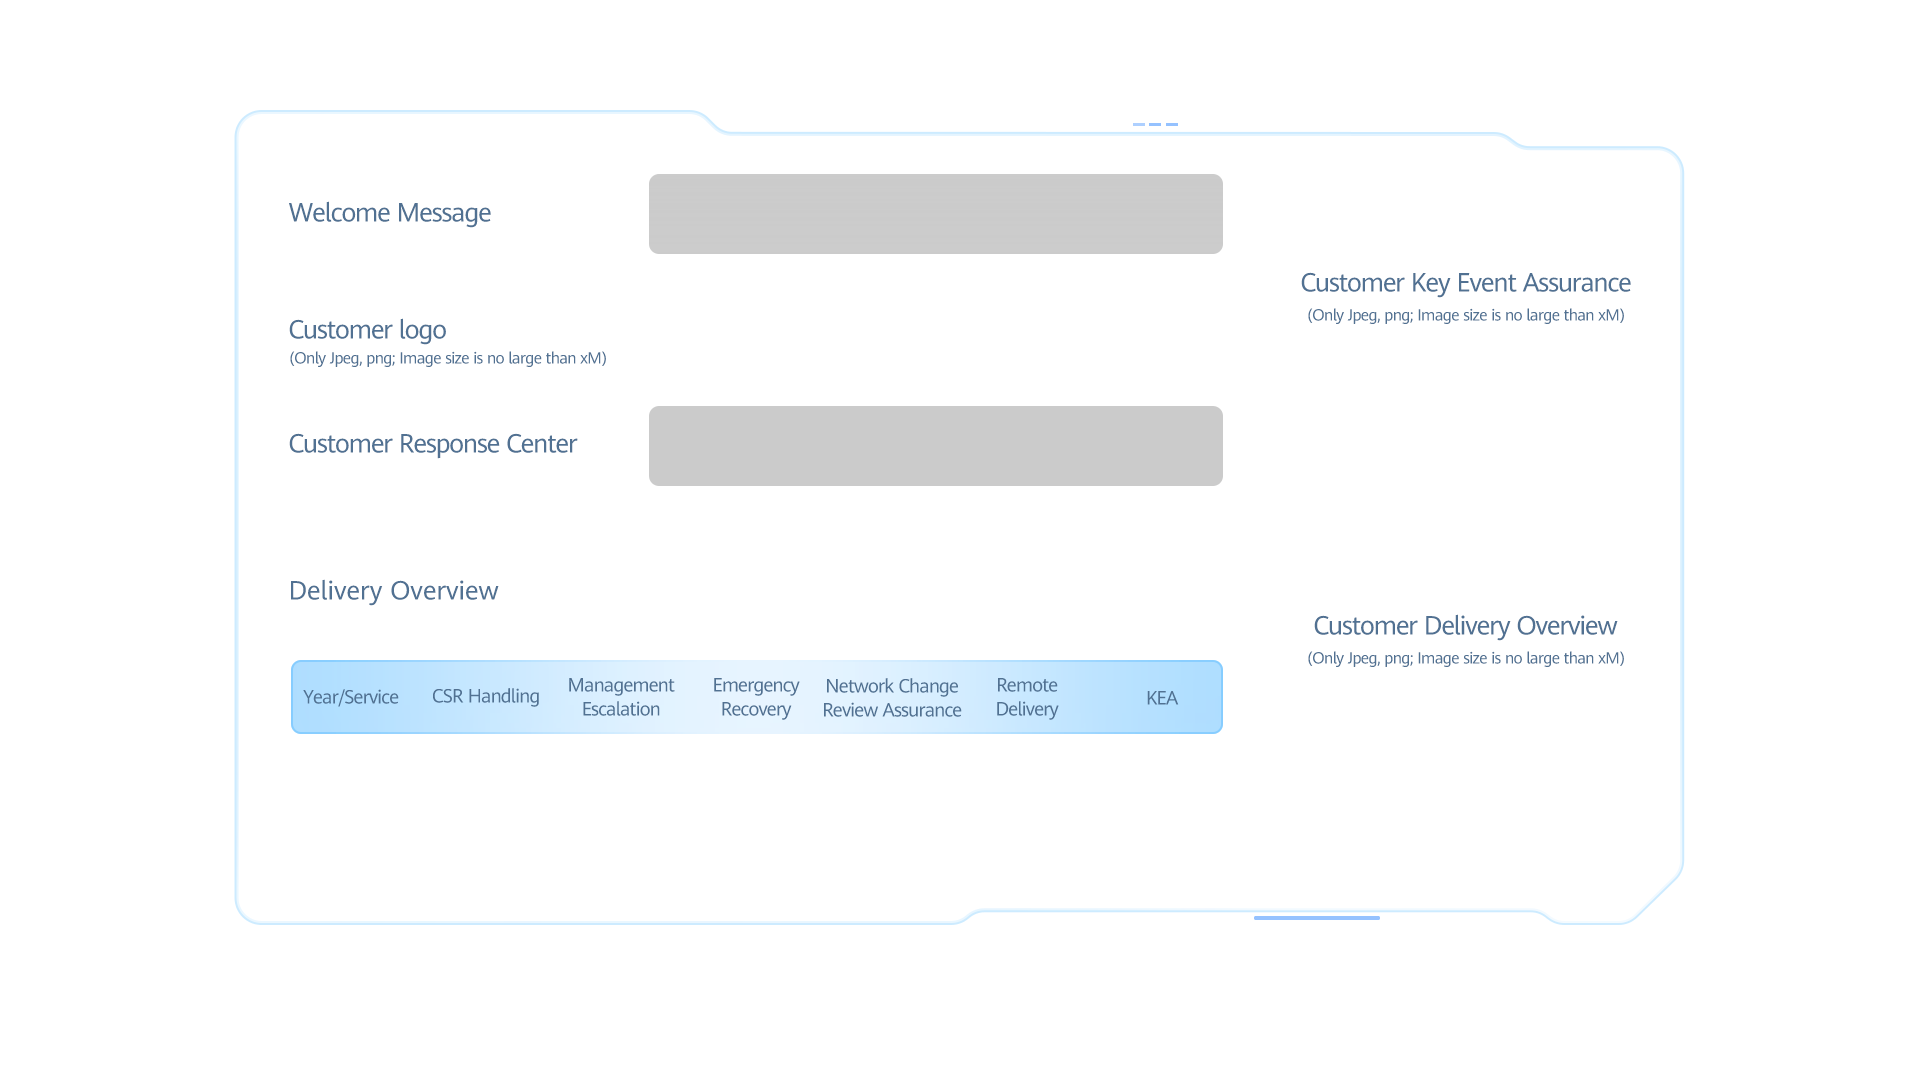 Welcome Message
Customer Key Event Assurance
(Only Jpeg, png; Image size is no large than xM)
Customer logo
(Only Jpeg, png; Image size is no large than xM)
Customer Response Center
Delivery Overview
Customer Delivery Overview
(Only Jpeg, png; Image size is no large than xM)
Year/Service
CSR Handling
Management
Escalation
Emergency
Recovery
Network Change
Review Assurance
Remote
Delivery
KEA